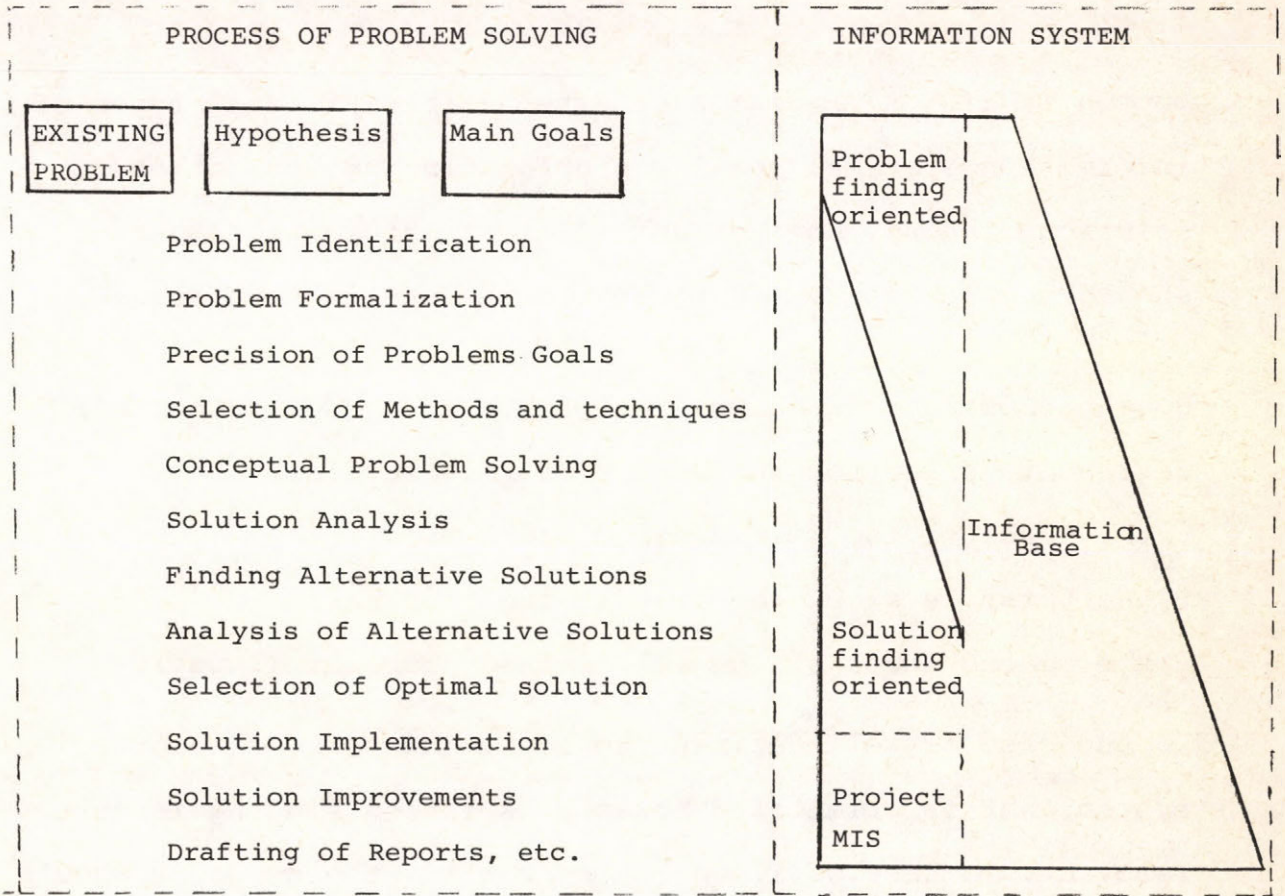 PROCESS OF PROBLEM SOLVING
INFORMATION SYSTEM
EXISTING
PROBLEM
Hypothesis
Main Goals
Problem Identification
Problem Formalization
Precision of Problems Goals
Selection of Methods and techniques
Conceptual Problem Solving
Solution Analysis
Finding Alternative Solutions
Analysis of Alternative Solutions
Selection of Optimal solution
Solution Implementation
Solution Improvements
Drafting of Reports, etc.
Problem
finding
oriented
Information
Base
Solution
finding
oriented
Project
MIS